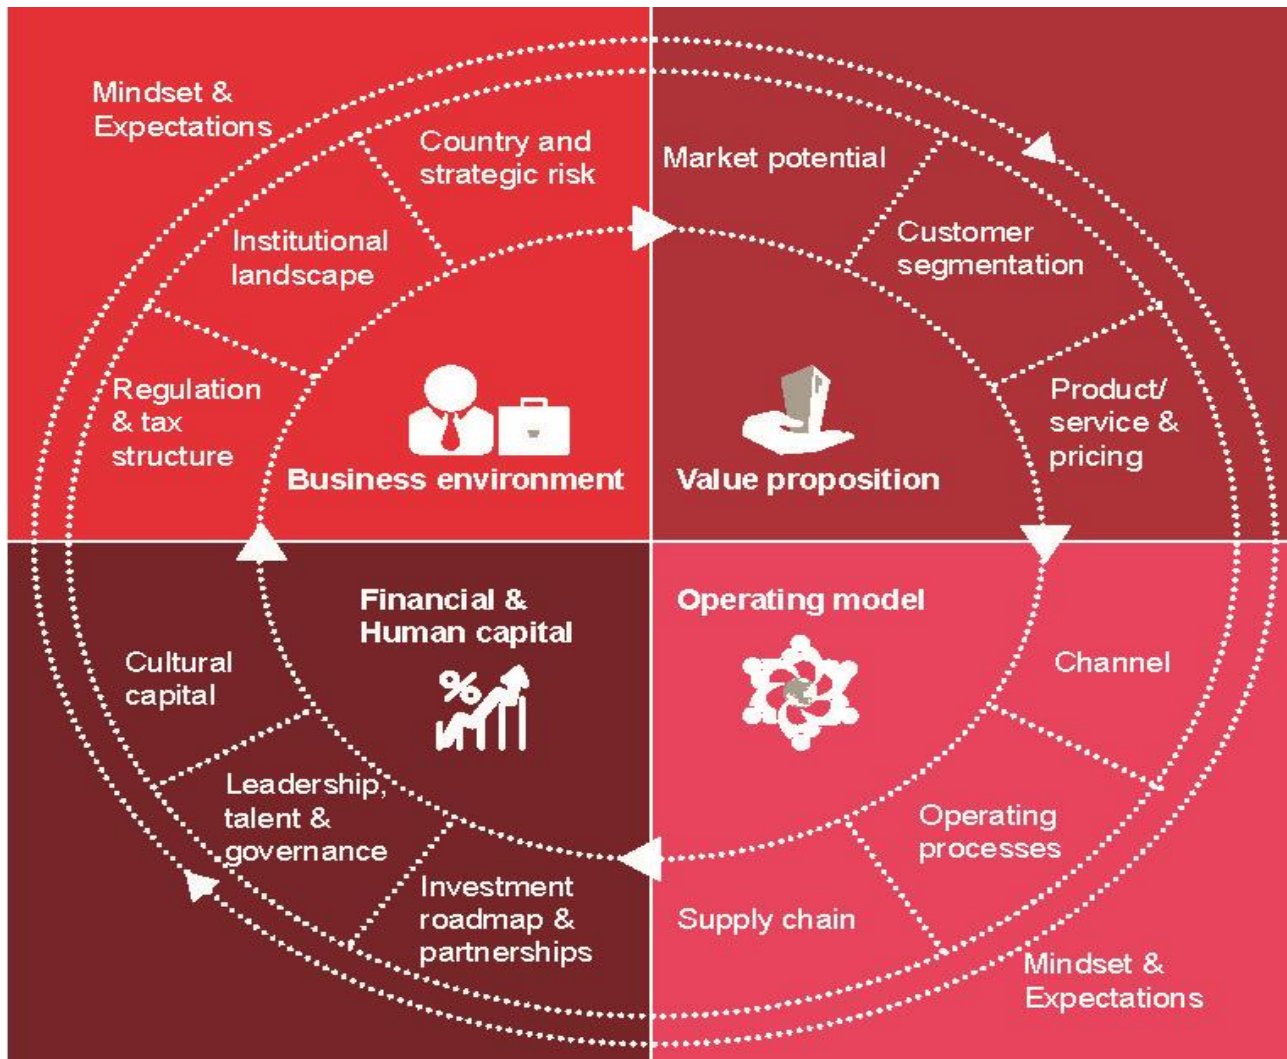 Mindset &
Expectations
Country and
strategic risk
Institutional
landscape
Regulation
& tax
structure
Business environment
Market potential
Customer
segmentation
Product/
service &
pricing
Value proposition
Financial &
Human capital
%
Cultural
capital
Leadership,
talent &
governance
Investment
roadmap &
partnerships
Operating model
Channel
Operating
processes
Supply chain
Mindset &
Expectations